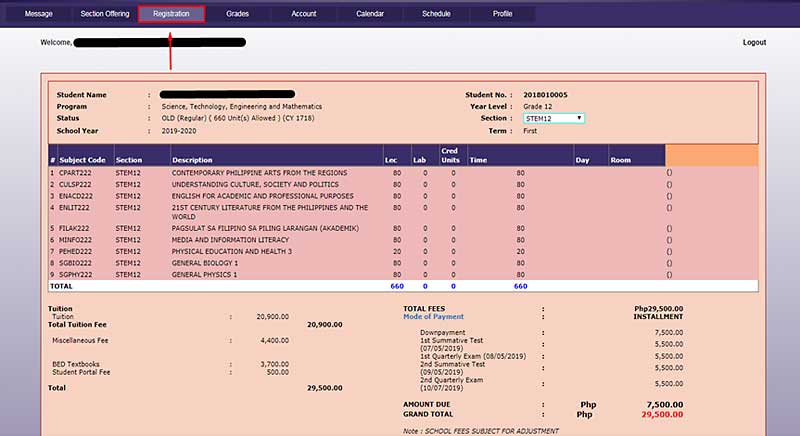 Message Section Offering Registration Grades Account Calendar Schedule Profile
Welcome, Logout
Student Name : Student No. : 2018010005
Program : Science, Technology, Engineering and Mathematics Year Level : Grade 12
Status : OLD (Regular) ( 660 Unit(s) Allowed ) (CY 1718) Section : STEM12
School Year : 2019-2020 Term : First
# Subject Code Section Description Lec Lab Cred Units Time Day Room
1 CPART222 STEM12 CONTEMPORARY PHILIPPINE ARTS FROM THE REGIONS 80 0 0 80 ()
2 CULSP222 STEM12 UNDERSTANDING CULTURE, SOCIETY AND POLITICS 80 0 0 80 ()
3 ENACD222 STEM12 ENGLISH FOR ACADEMIC AND PROFESSIONAL PURPOSES 80 0 0 80 ()
4 ENLIT222 STEM12 21ST CENTURY LITERATURE FROM THE PHILIPPINES AND THE 80 0 0 80 ()
WORLD
5 FILAK222 STEM12 PAGSULAT SA FILIPINO SA PILING LARANGAN (AKADEMIK) 80 0 0 80 ()
6 MINFO222 STEM12 MEDIA AND INFORMATION LITERACY 80 0 0 80 ()
7 PEHED222 STEM12 PHYSICAL EDUCATION AND HEALTH 3 20 0 0 20 ()
8 SGBIO222 STEM12 GENERAL BIOLOGY 1 80 0 0 80 ()
9 SGPHY222 STEM12 GENERAL PHYSICS 1 80 0 0 80 ()
TOTAL 660 0 0 660
Tuition
Tuition : 20,900.00
Total Tuition Fee 20,900.00
Miscellaneous Fee : 4,400.00
BED Textbooks : 3,700.00
Student Portal Fee : 500.00
Total 29,500.00
TOTAL FEES : Php29,500.00
Mode of Payment : INSTALLMENT
Downpayment : 7,500.00
1st Summative Test
(07/05/2019) : 5,500.00
1st Quarterly Exam (08/05/2019) : 5,500.00
2nd Summative Test
(09/05/2019) : 5,500.00
2nd Quarterly Exam
(10/07/2019) : 5,500.00
AMOUNT DUE : Php 7,500.00
GRAND TOTAL : Php 29,500.00
Note : SCHOOL FEES SUBJECT FOR ADJUSTMENT